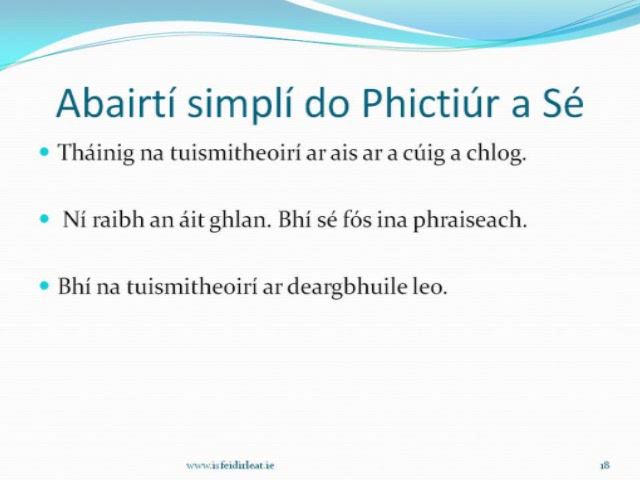 Abairtí simplí do Phictiúr a Sé
Tháinig na tuismitheoirí ar ais ar a cúig a chlog.
Ní raibh an áit ghlan. Bhí sé fós ina phraiseach.
Bhí na tuismitheoirí ar deargbhuile leo.
www.isfeidirleat.ie
18